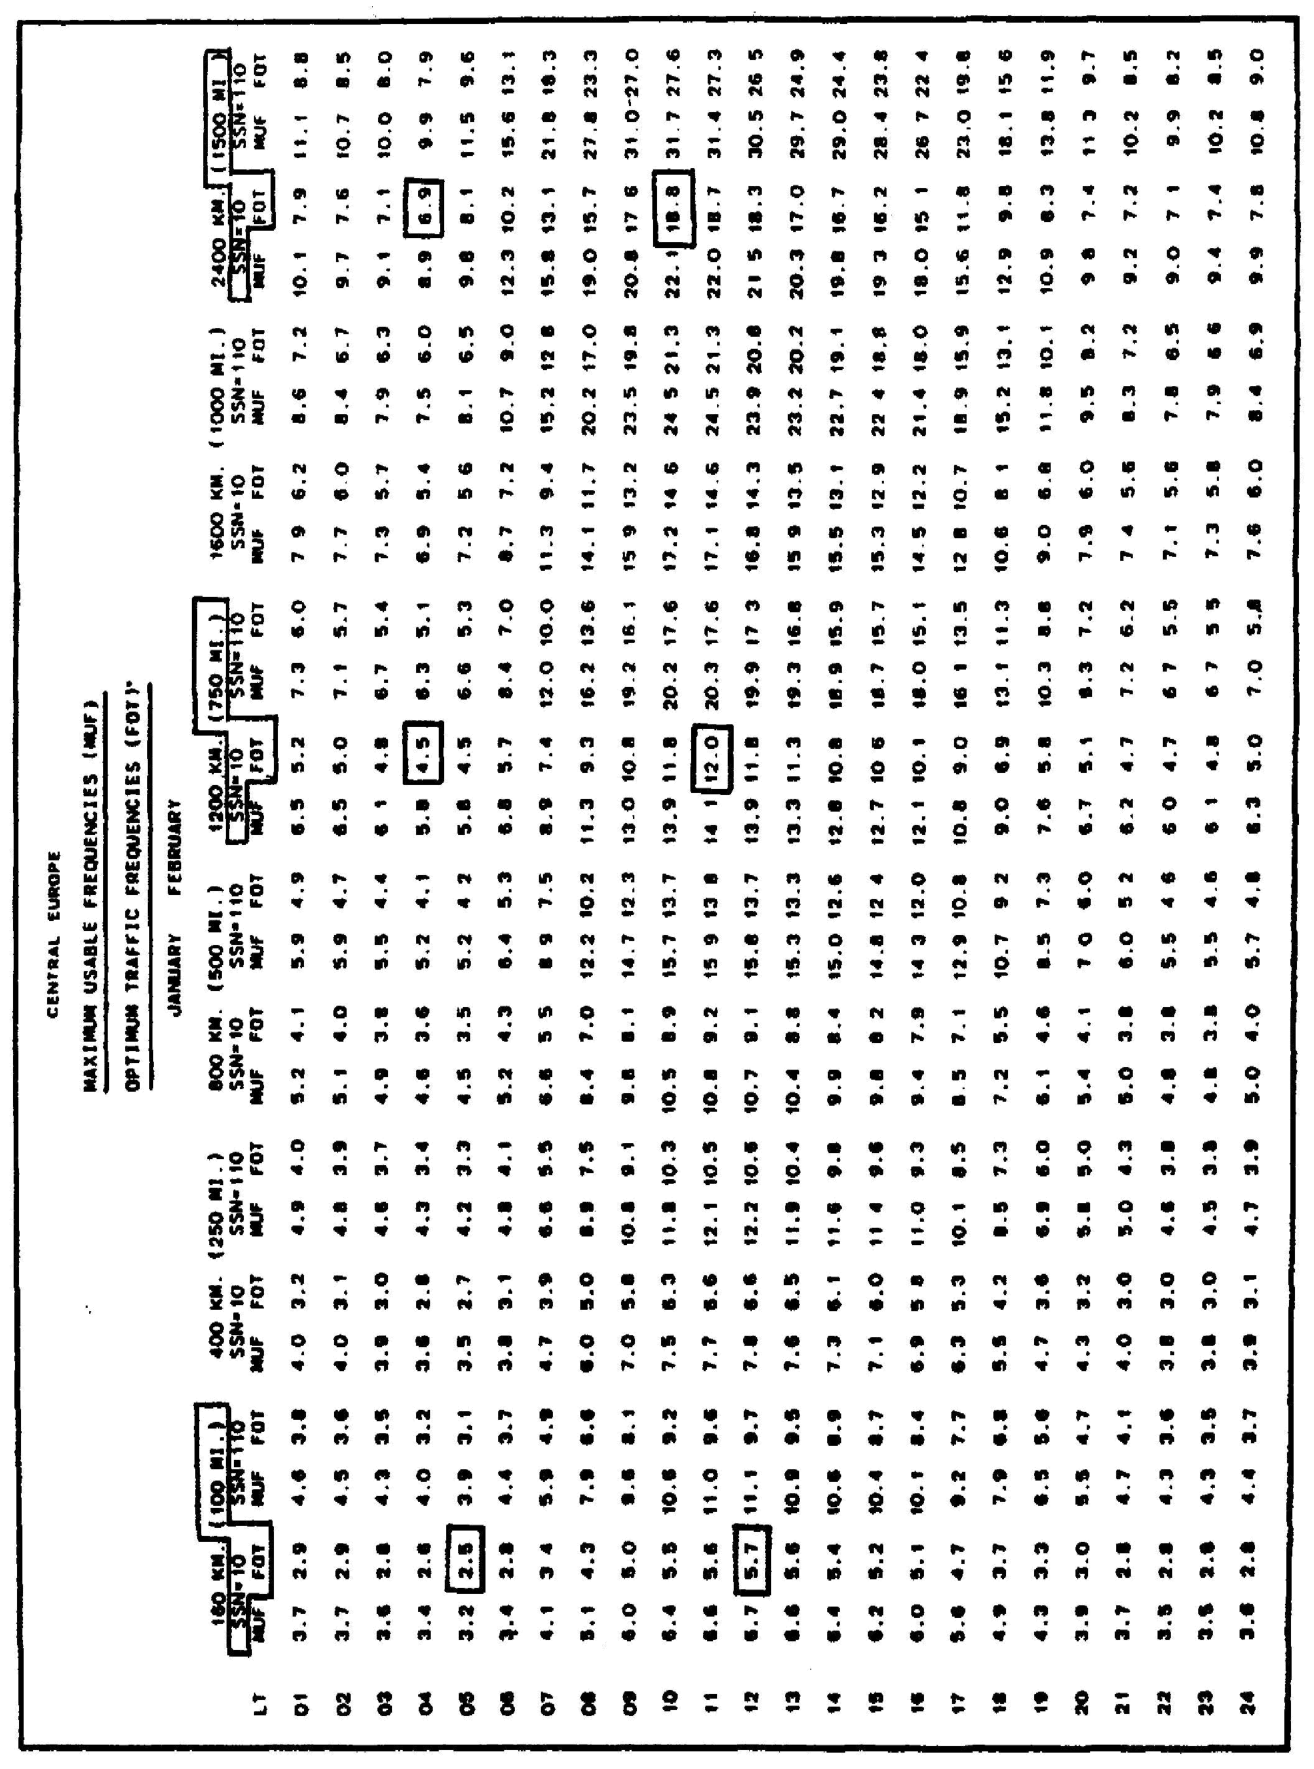 CENTRAL EUROPE
MAXIMUM USABLE FREQUENCIES (MUF)
OPTIMUM TRAFFIC FREQUENCIES (FOT)*
JANUARY FEBRUARY
160 KM. (100 MI.) 400 KM. (250 MI.) 800 KM. (500 MI.) 1200 KM. (750 MI.) 1600 KM. (1000 MI.) 2400 KM. (1500 MI.)
SSN=10 SSN=110 SSN=10 SSN=110 SSN=10 SSN=110 SSN=10 SSN=110 SSN=10 SSN=110 SSN=10 SSN=110
LT MUF FOT MUF FOT MUF FOT MUF FOT MUF FOT MUF FOT MUF FOT MUF FOT MUF FOT MUF FOT MUF FOT MUF FOT
01 3.7 2.9 4.6 3.8 4.0 3.2 4.9 4.0 5.2 4.1 5.9 4.9 6.5 5.2 7.3 6.0 7 9 6.2 8.6 7.2 10.1 7.9 11.1 8.8
02 3.7 2.9 4.5 3.6 4.0 3.1 4.8 3.9 5.1 4.0 5.9 4.7 6.5 5.0 7.1 5.7 7.7 6.0 8.4 6.7 9.7 7.6 10.7 8.5
03 3.6 2.8 4.3 3.5 3.9 3.0 4.6 3.7 4.9 3.8 5.5 4.4 6 1 4.8 6.7 5.4 7.3 5.7 7.9 6.3 9.1 7.1 10.0 8.0
04 3.4 2.6 4.0 3.2 3.6 2.8 4.3 3.4 4.6 3.6 5.2 4.1 5.8 4.5 6.3 5.1 6.9 5.4 7.5 6.0 8.9 6.9 9.9 7.9
05 3.2 2.5 3.9 3.1 3.5 2.7 4.2 3.3 4.5 3.5 5.2 4.2 5.8 4.5 6.6 5.3 7.2 5 6 8.1 6.5 9.8 8.1 11.5 9.6
06 3.4 2.8 4.4 3.7 3.8 3.1 4.8 4.1 5.2 4.3 6.4 5.3 6.8 5.7 8.4 7.0 8.7 7.2 10.7 9.0 12.3 10.2 15.6 13.1
07 4.1 3 4 5.9 4.9 4.7 3.9 6.6 5.5 6.6 5 5 8 9 7.5 8.9 7.4 12.0 10.0 11.3 9.4 15.2 12 8 15.8 13.1 21.8 18.3
08 5.1 4.3 7.9 6.6 6.0 5.0 8.9 7.5 8.4 7.0 12.2 10.2 11.3 9.3 16.2 13.6 14.1 11.7 20.2 17.0 19.0 15.7 27.8 23.3
09 6.0 5.0 9.6 8.1 7.0 5.8 10.8 9.1 9.8 8.1 14.7 12.3 13.0 10.8 19.2 16.1 15 9 13.2 23.5 19.8 20.8 17 6 31.0-27.0
10 6.4 5.5 10.6 9.2 7.5 6.3 11.8 10.3 10.5 8.9 15.7 13.7 13.9 11.8 20.2 17.6 17.2 14 6 24 5 21.3 22.1 18.8 31.7 27.6
11 6.6 5.6 11.0 9.6 7.7 6.6 12.1 10.5 10.8 9.2 15 9 13 8 14 1 12.0 20.3 17.6 17.1 14.6 24.5 21.3 22.0 18.7 31.4 27.3
12 6.7 5.7 11.1 9.7 7.8 6.6 12.2 10.6 10.7 9.1 15.8 13.7 13.9 11.8 19.9 17 3 16.8 14.3 23.9 20.8 21 5 18.3 30.5 26 5
13 6.6 5.6 10.9 9.5 7.6 6.5 11.9 10.4 10.4 8.8 15.3 13.3 13.3 11.3 19.3 16.8 15 9 13.5 23.2 20.2 20.3 17.0 29.7 24.9
14 6.4 5.4 10.6 8.9 7.3 6.1 11.6 9.8 9.9 8.4 15.0 12.6 12.8 10.8 18.9 15.9 15.5 13.1 22.7 19.1 19.8 16.7 29.0 24.4
15 6.2 5.2 10.4 8.7 7.1 6.0 11 4 9.6 9.8 8 2 14.8 12 4 12.7 10 6 18.7 15.7 15.3 12.9 22 4 18.8 19 3 16.2 28.4 23.8
16 6.0 5.1 10.1 8.4 6.9 5 8 11.0 9.3 9.4 7.9 14 3 12.0 12.1 10.1 18.0 15.1 14.5 12.2 21.4 18.0 18.0 15 1 26 7 22 4
17 5.6 4.7 9.2 7.7 6.3 5.3 10.1 8.5 8.5 7.1 12.9 10.8 10.8 9.0 16 1 13.5 12 8 10.7 18.9 15.9 15.6 11.8 23.0 19.8
18 4.9 3.7 7.9 6.8 5.5 4.2 8.5 7.3 7.2 5.5 10.7 9 2 9.0 6.9 13.1 11.3 10.6 8 1 15.2 13.1 12.9 9.8 18.1 15 6
19 4.3 3.3 6.5 5.6 4.7 3.6 6.9 6.0 6.1 4.6 8.5 7.3 7.6 5.8 10.3 8.8 9.0 6.8 11.8 10.1 10.9 8.3 13.8 11.9
20 3.9 3.0 5.5 4.7 4.3 3.2 5.8 5.0 5.4 4.1 7 0 6.0 6.7 5.1 8.3 7.2 7.9 6.0 9.5 8.2 9 8 7.4 11 3 9.7
21 3.7 2.8 4.7 4.1 4.0 3.0 5.0 4.3 5.0 3.8 6.0 5 2 6.2 4.7 7.2 6.2 7 4 5.6 8.3 7.2 9.2 7.2 10.2 8.5
22 3.5 2.8 4.3 3.6 3.8 3.0 4.6 3.8 4.8 3.8 5.5 4 6 6 0 4.7 6 7 5.5 7.1 5.6 7.8 6.5 9.0 7 1 9.9 8.2
23 3.5 2.8 4.3 3.5 3.8 3.0 4.5 3.8 4.8 3.8 5.5 4.6 6 1 4.8 6 7 5 5 7.3 5.8 7.9 6 6 9.4 7.4 10.2 8.5
24 3.6 2.8 4.4 3.7 3.9 3.1 4.7 3.9 5.0 4.0 5.7 4.8 6.3 5.0 7.0 5.8 7.6 6.0 8.4 6.9 9.9 7.8 10.8 9.0